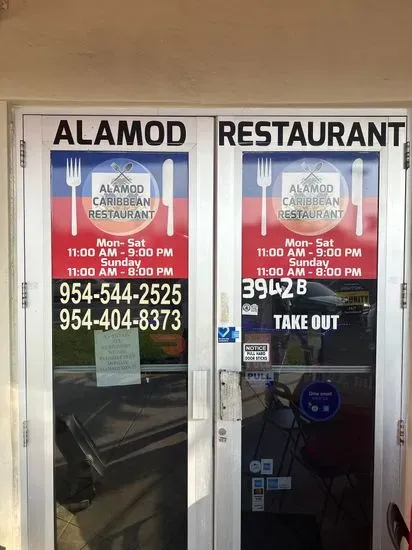 ALAMOD RESTAURANT
ALAMOD
CARIBBEAN
RESTAURANT
Mon- Sat
11:00 AM - 9:00 PM
Sunday
11:00 AM - 8:00 PM
954-544-2525
954-404-8373
ALAMOD
CARIBBEAN
RESTAURANT
Mon- Sat
11:00 AM - 9:00 PM
Sunday
11:00 AM - 8:00 PM
3942 B
TAKE OUT
NOTICE
PULL HARD
DOOR STICKS
PULL